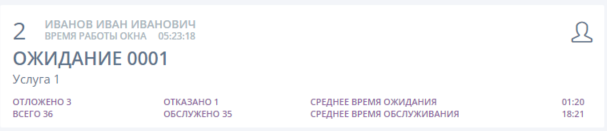 2 ИВАНОВ ИВАН ИВАНОВИЧ
ВРЕМЯ РАБОТЫ ОКНА 05:23:18
ОЖИДАНИЕ 0001
Услуга 1
ОТЛОЖЕНО 3 ОТКАЗАНО 1 СРЕДНЕЕ ВРЕМЯ ОЖИДАНИЯ 01:20
ВСЕГО 36 ОБСЛУЖЕНО 35 СРЕДНЕЕ ВРЕМЯ ОБСЛУЖИВАНИЯ 18:21